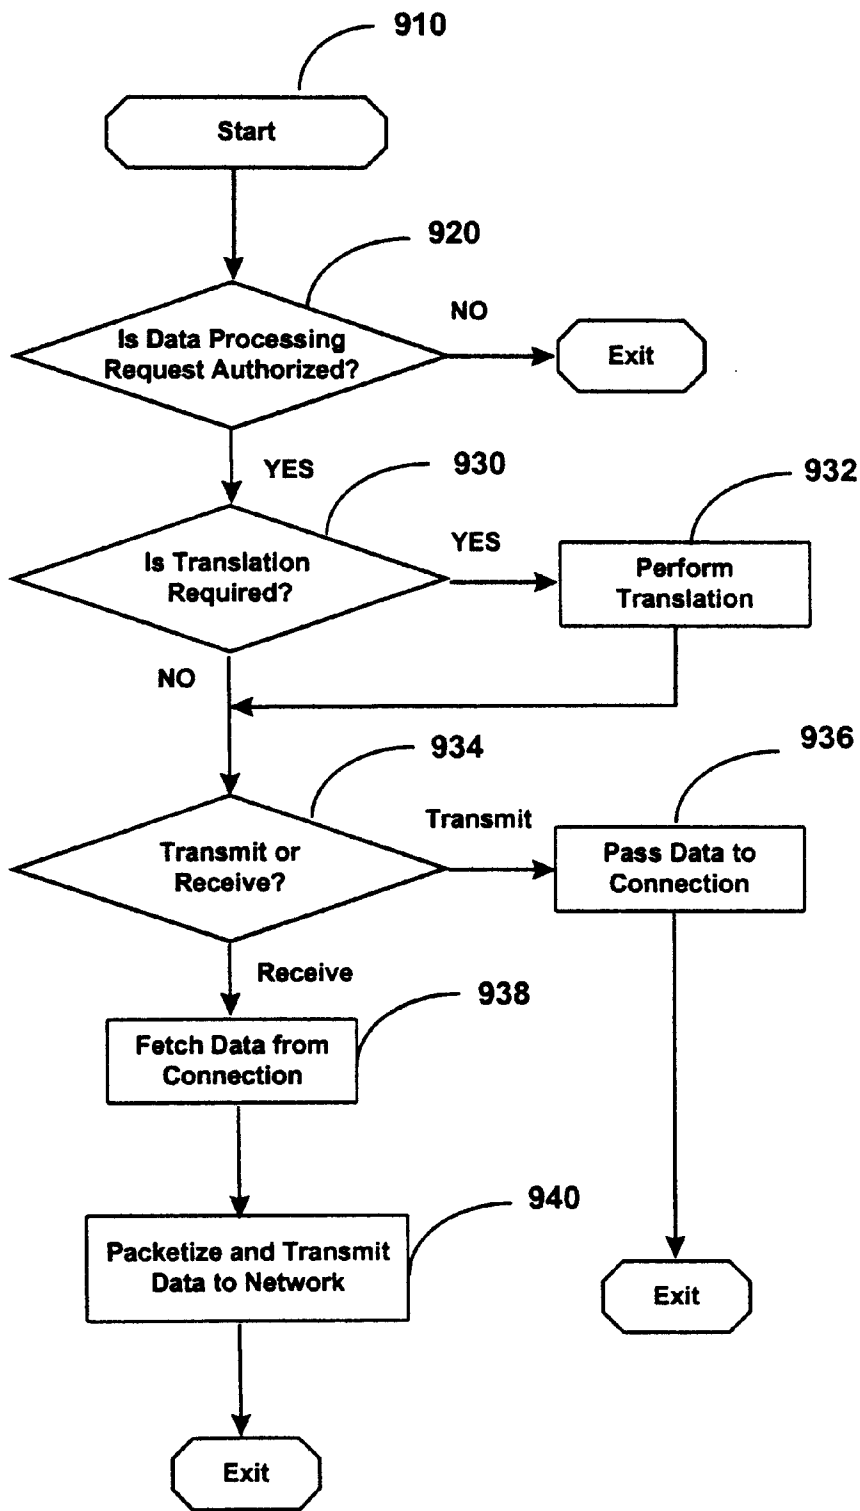 910
Start
920
Is Data Processing
Request Authorized?
NO
Exit
YES
930
932
Is Translation
Required?
YES
Perform
Translation
NO
934
936
Transmit or
Receive?
Transmit
Pass Data to
Connection
Receive
938
Fetch Data from
Connection
940
Packetize and Transmit
Data to Network
Exit
Exit